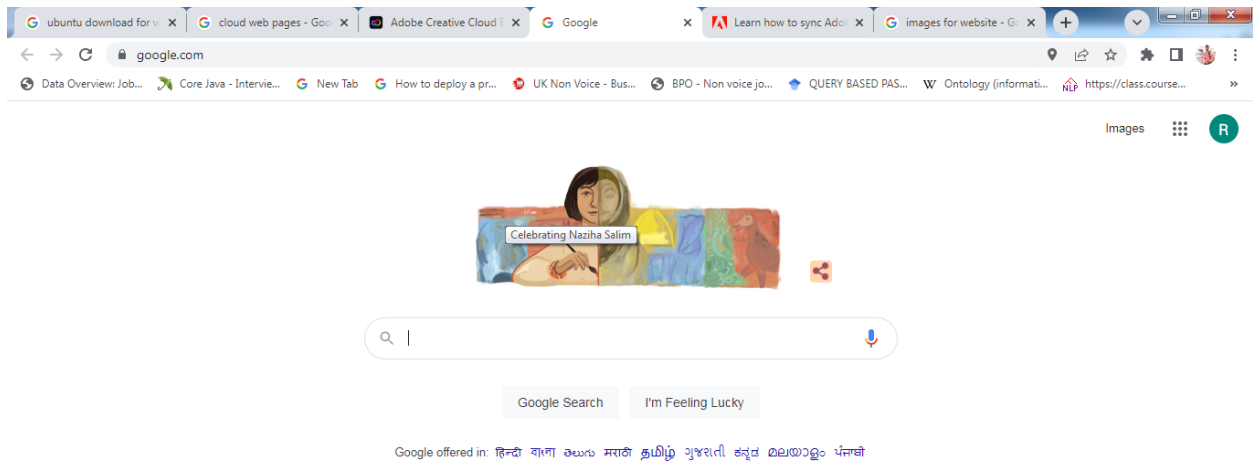 ubuntu download for v
cloud web pages - Goo
Adobe Creative Cloud E
Google
Learn how to sync Adol
images for website - Go
google.com
Data Overview: Job...
Core Java - Intervie...
New Tab
How to deploy a pr...
UK Non Voice - Bus...
BPO - Non voice jo...
QUERY BASED PAS...
W Ontology (informati...
NLP https://class.course...
Images
R
Celebrating Naziha Salim
Google Search
I'm Feeling Lucky
Google offered in: हिन्दी বাংলা తెలుగు मराठी தமிழ் ગુજરાતી ಕನ್ನಡ മലയാളം ਪੰਜਾਬੀ